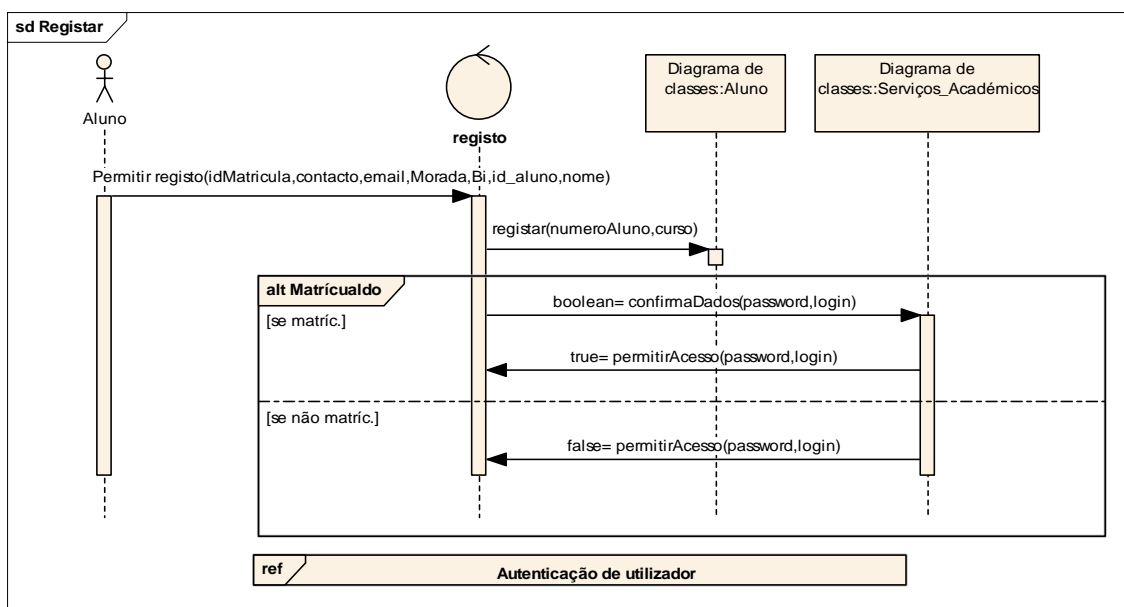 sd Registar
Aluno
registo
Diagrama de
classes::Aluno
Diagrama de
classes::Serviços_Académicos
Permitir registo(idMatricula,contacto,email,Morada,Bi,id_aluno,nome)
registar(numeroAluno,curso)
alt Matrícualdo
[se matríc.]
boolean= confirmaDados(password,login)
true= permitirAcesso(password,login)
[se não matríc.]
false= permitirAcesso(password,login)
ref
Autenticação de utilizador